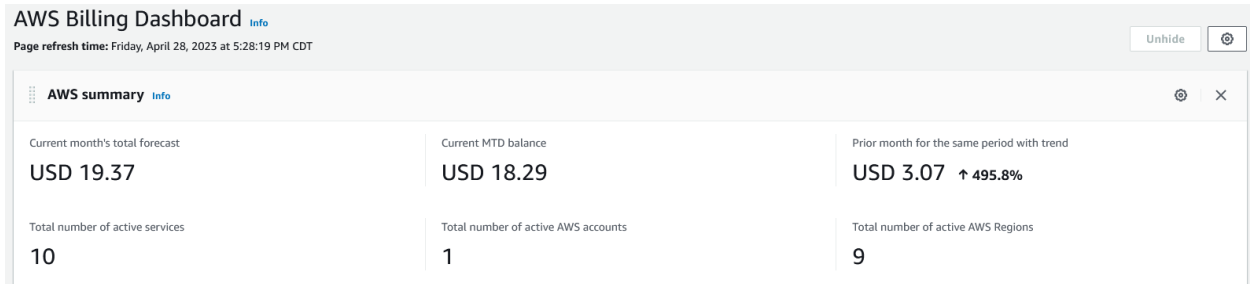 AWS Billing Dashboard Info
Page refresh time: Friday, April 28, 2023 at 5:28:19 PM CDT
Unhide
AWS summary Info
Current month's total forecast
USD 19.37
Current MTD balance
USD 18.29
Prior month for the same period with trend
USD 3.07 ↑ 495.8%
Total number of active services
10
Total number of active AWS accounts
1
Total number of active AWS Regions
9